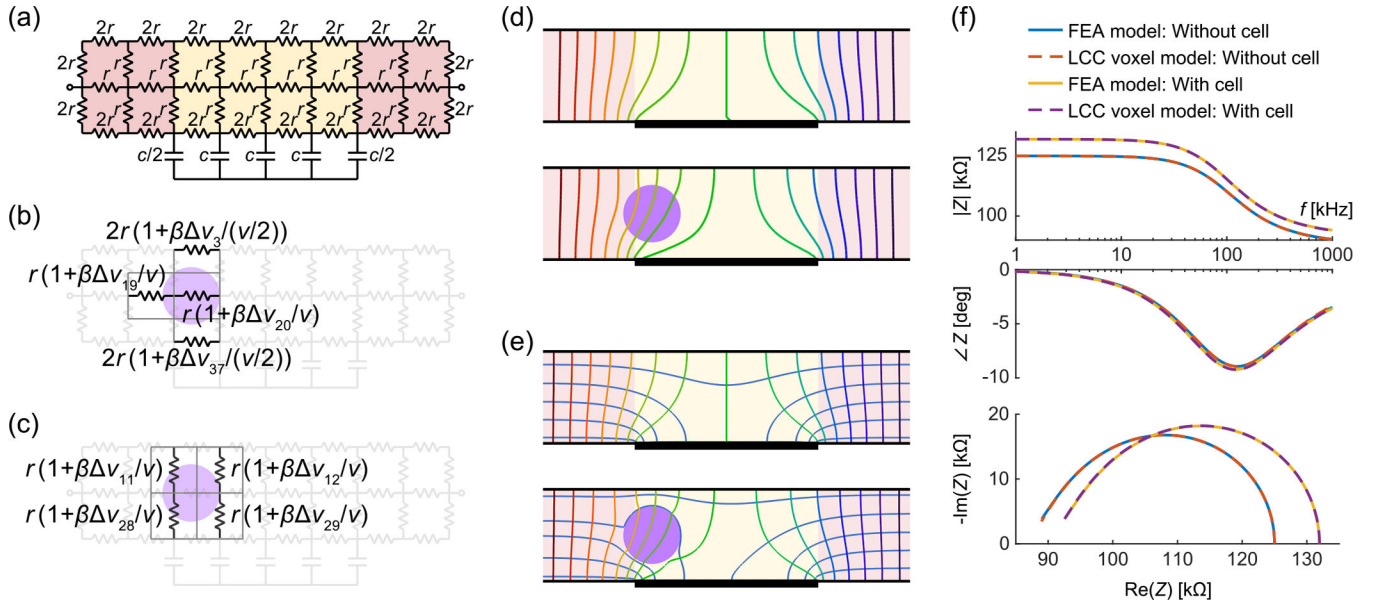 (a)
2r 2r 2r 2r 2r 2r 2r 2r
2r r r r r r r r 2r
r r r r r r r r
2r r r r r r r r 2r
2r 2r 2r 2r 2r 2r 2r 2r
c/2 c c c c/2
(b)
2r(1+βΔv3/(v/2))
r(1+βΔv19/v)
r(1+βΔv20/v)
2r(1+βΔv37/(v/2))
(c)
r(1+βΔv11/v) r(1+βΔv12/v)
r(1+βΔv28/v) r(1+βΔv29/v)
(d)
(e)
(f)
FEA model: Without cell
LCC voxel model: Without cell
FEA model: With cell
LCC voxel model: With cell
|Z| [kΩ]
125
100
f [kHz]
1 10 100 1000
∠Z [deg]
0
-5
-10
-Im(Z) [kΩ]
20
10
0
90 100 110 120 130
Re(Z) [kΩ]